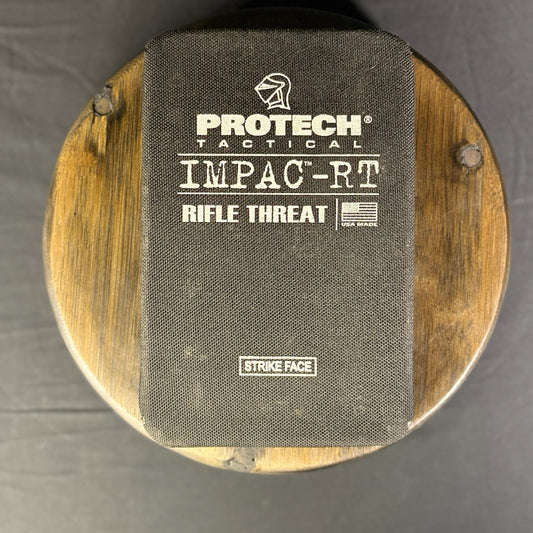 PROTECH®
TACTICAL
IMPAC™-RT
RIFLE THREAT
USA MADE
STRIKE FACE